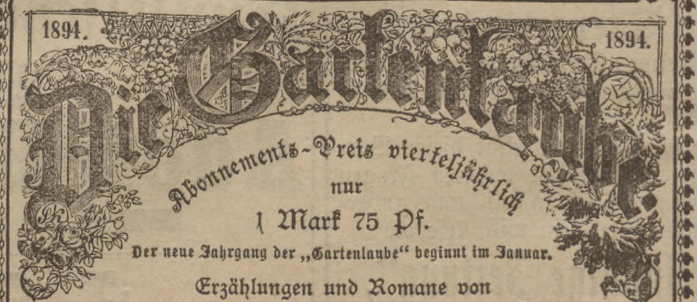 1894.
1894.
Die Gartenlaube.
Abonnements-Preis vierteljährlich
nur
1 Mark 75 Pf.
Der neue Jahrgang der „Gartenlaube“ beginnt im Januar.
Erzählungen und Romane von